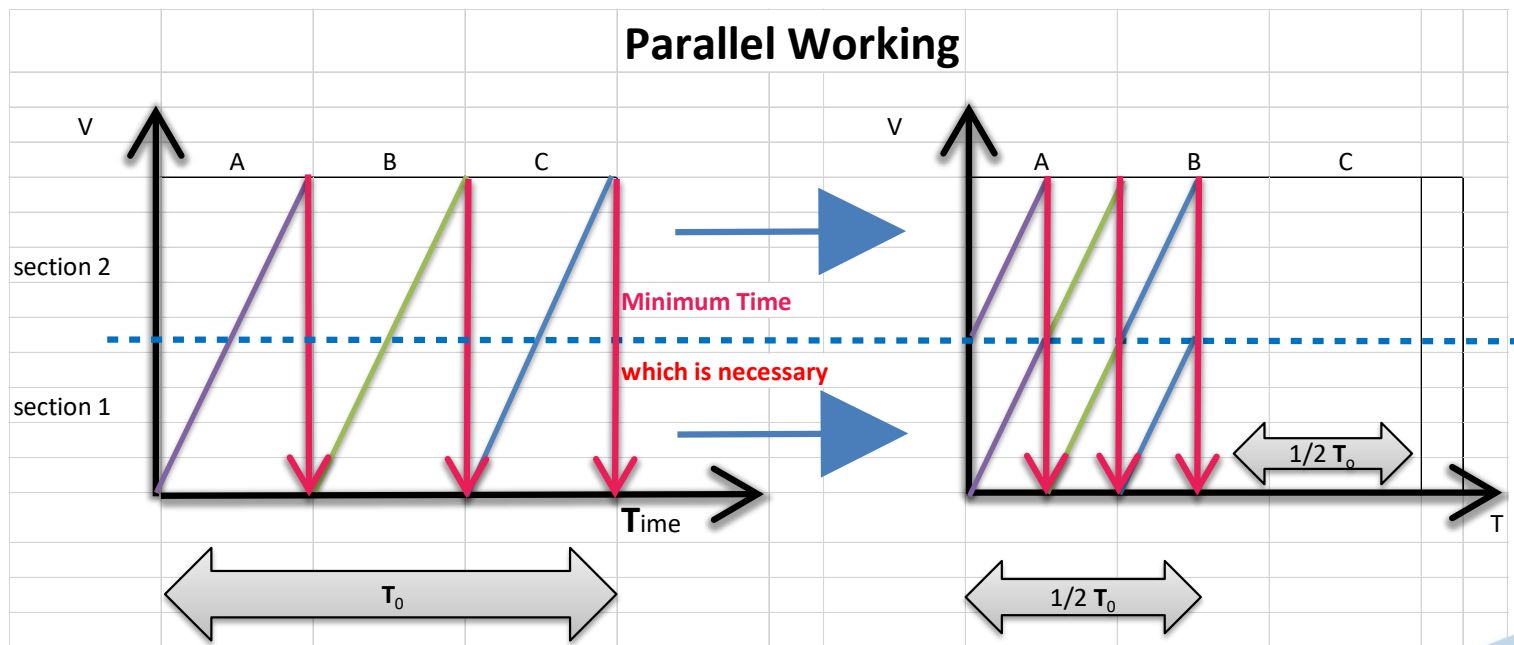 Parallel Working
V
A B C
section 2
section 1
Time
T0
Minimum Time
which is necessary
V
A B C
1/2 To
T
1/2 T0